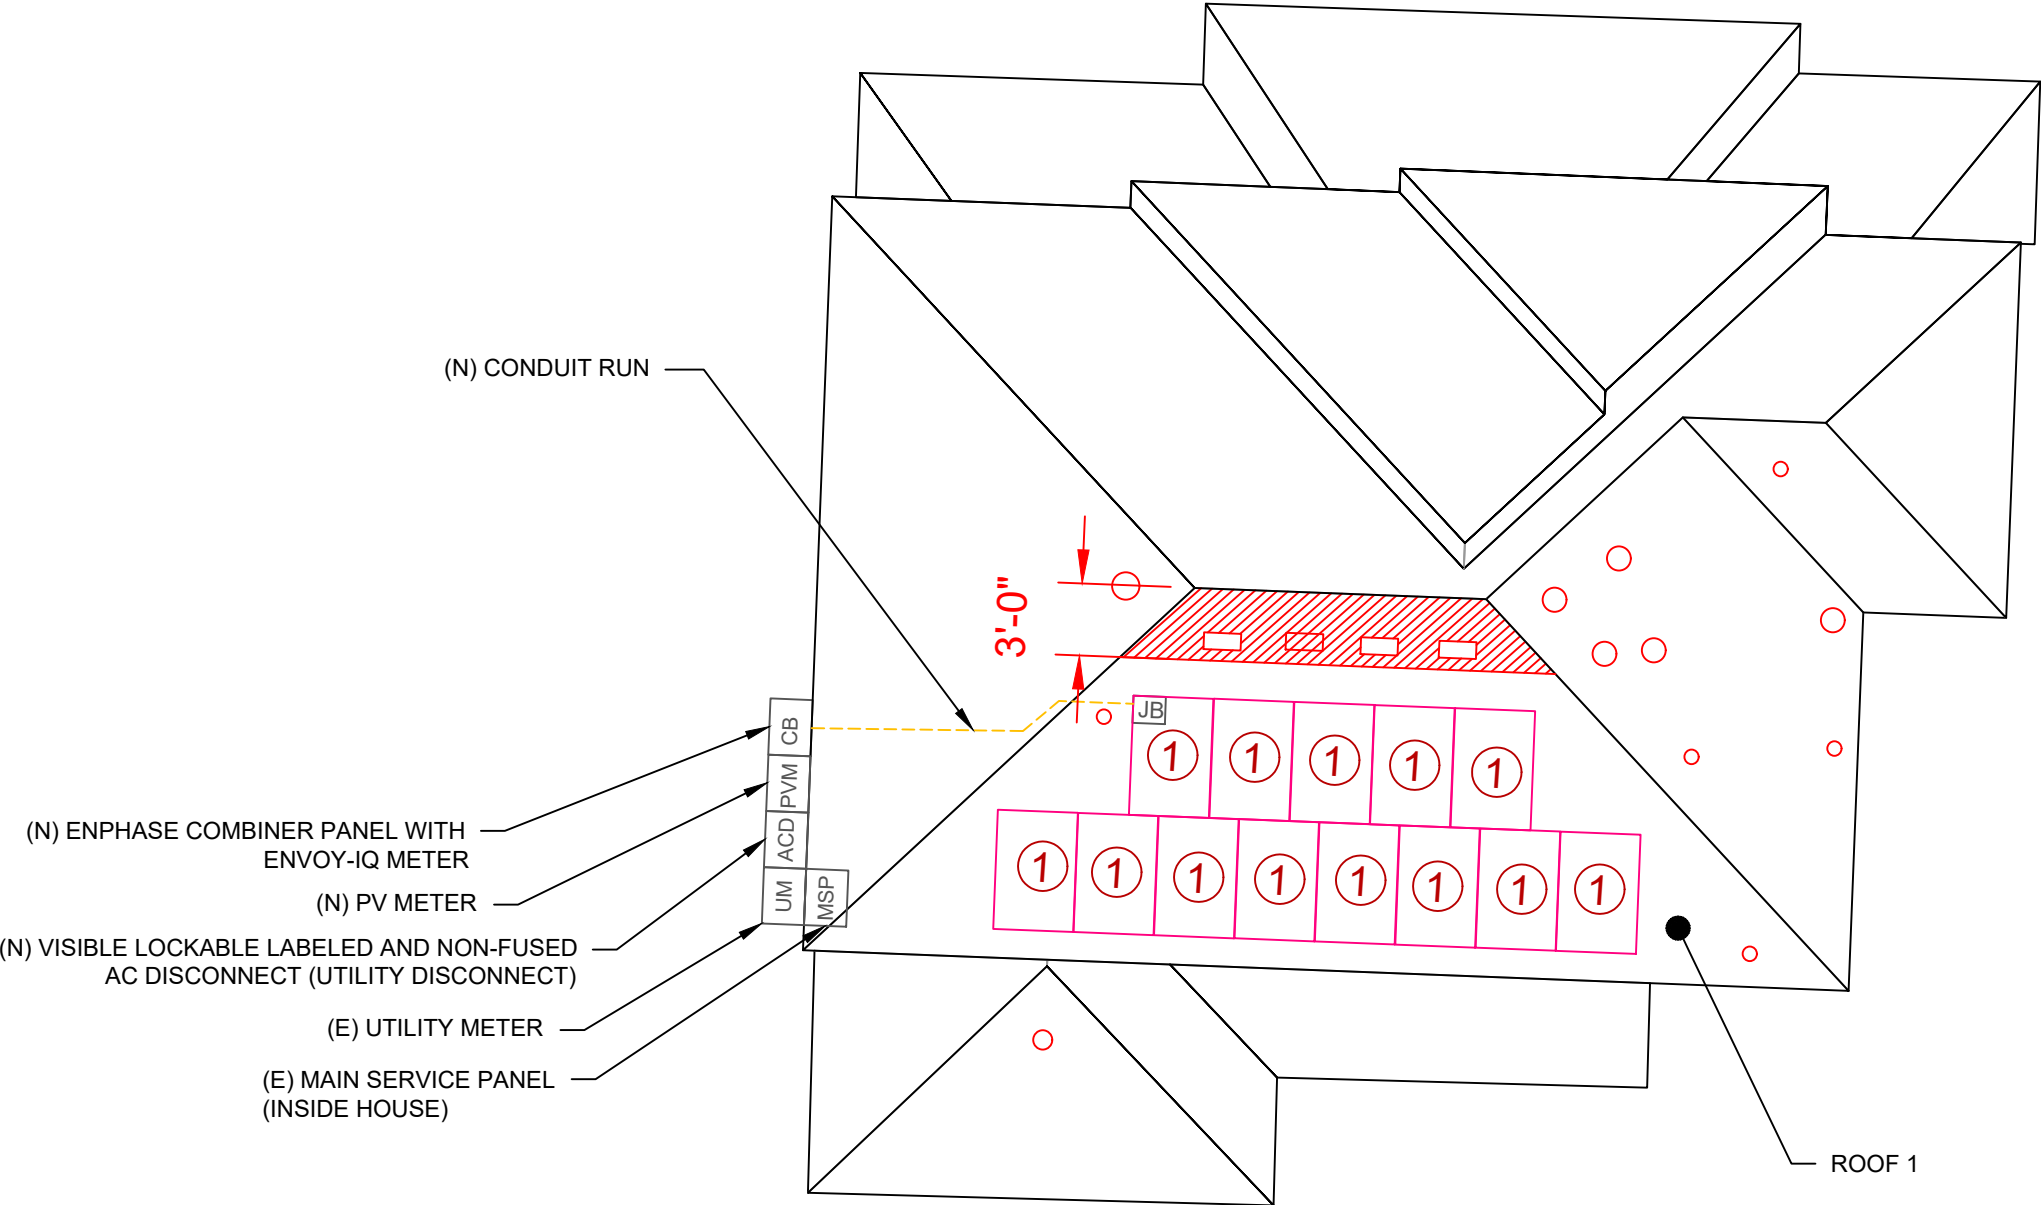 (N) CONDUIT RUN
3'-0"
JB
1 1 1 1 1
1 1 1 1 1 1 1 1
CB
PVM
ACD
UM
MSP
(N) ENPHASE COMBINER PANEL WITH
ENVOY-IQ METER
(N) PV METER
(N) VISIBLE LOCKABLE LABELED AND NON-FUSED
AC DISCONNECT (UTILITY DISCONNECT)
(E) UTILITY METER
(E) MAIN SERVICE PANEL
(INSIDE HOUSE)
ROOF 1